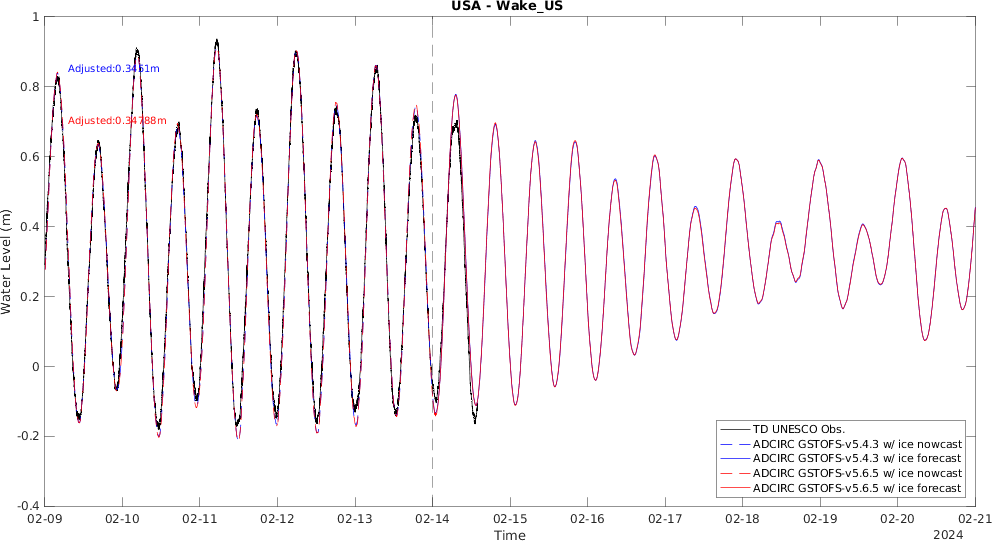 USA - Wake_US
Water Level (m)
1
0.8
0.6
0.4
0.2
0
-0.2
-0.4
Adjusted:0.3451m
Adjusted:0.34788m
TD UNESCO Obs.
ADCIRC GSTOFS-v5.4.3 w/ ice nowcast
ADCIRC GSTOFS-v5.4.3 w/ ice forecast
ADCIRC GSTOFS-v5.6.5 w/ ice nowcast
ADCIRC GSTOFS-v5.6.5 w/ ice forecast
02-09 02-10 02-11 02-12 02-13 02-14 02-15 02-16 02-17 02-18 02-19 02-20 02-21
Time
2024